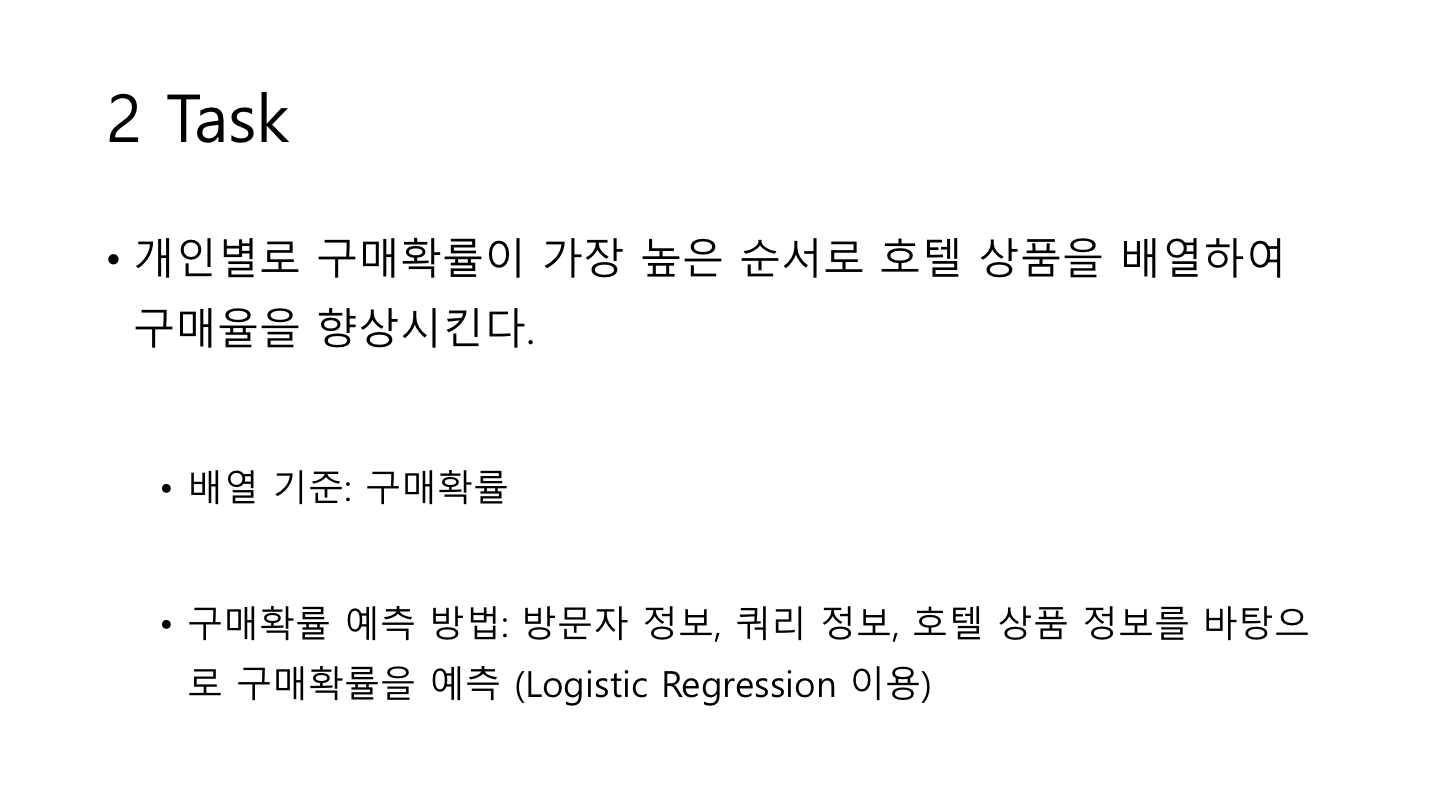 2 Task
• 개인별로 구매확률이 가장 높은 순서로 호텔 상품을 배열하여
구매율을 향상시킨다.
• 배열 기준: 구매확률
• 구매확률 예측 방법: 방문자 정보, 쿼리 정보, 호텔 상품 정보를 바탕으
로 구매확률을 예측 (Logistic Regression 이용)